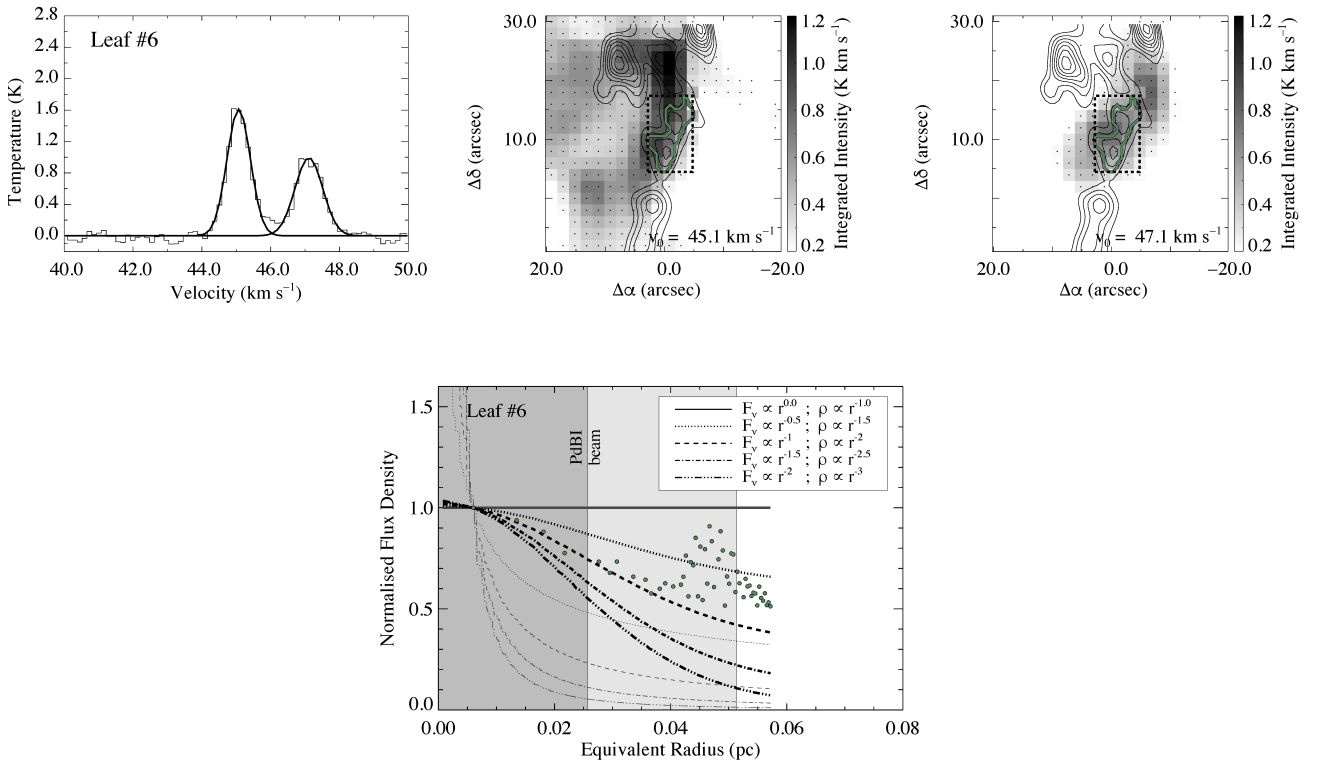 Leaf #6
Temperature (K)
2.8
2.4
2.0
1.6
1.2
0.8
0.4
0.0
40.0 42.0 44.0 46.0 48.0 50.0
Velocity (km s⁻¹)
Δδ (arcsec)
30.0
10.0
v₀ = 45.1 km s⁻¹
20.0 0.0 −20.0
Δα (arcsec)
1.2
1.0
0.8
0.6
0.4
0.2
Integrated Intensity (K km s⁻¹)
Δδ (arcsec)
30.0
10.0
v₀ = 47.1 km s⁻¹
20.0 0.0 −20.0
Δα (arcsec)
1.2
1.0
0.8
0.6
0.4
0.2
Integrated Intensity (K km s⁻¹)
Normalised Flux Density
1.5
1.0
0.5
0.0
Leaf #6
PdBI
beam
Fᵥ ∝ r^0.0 ; ρ ∝ r^-1.0
Fᵥ ∝ r^-0.5 ; ρ ∝ r^-1.5
Fᵥ ∝ r^-1 ; ρ ∝ r^-2
Fᵥ ∝ r^-1.5 ; ρ ∝ r^-2.5
Fᵥ ∝ r^-2 ; ρ ∝ r^-3
0.00 0.02 0.04 0.06 0.08
Equivalent Radius (pc)